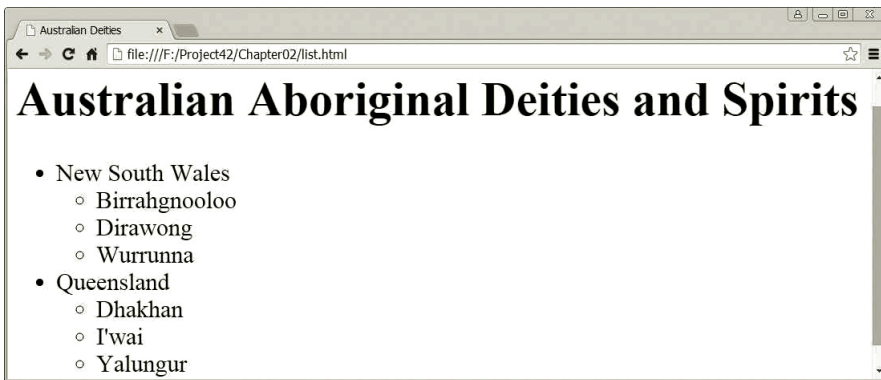 Australian Deities
file:///F:/Project42/Chapter02/list.html
Australian Aboriginal Deities and Spirits
New South Wales
Birrahgnooloo
Dirawong
Wurrunna
Queensland
Dhakhan
I'wai
Yalungur